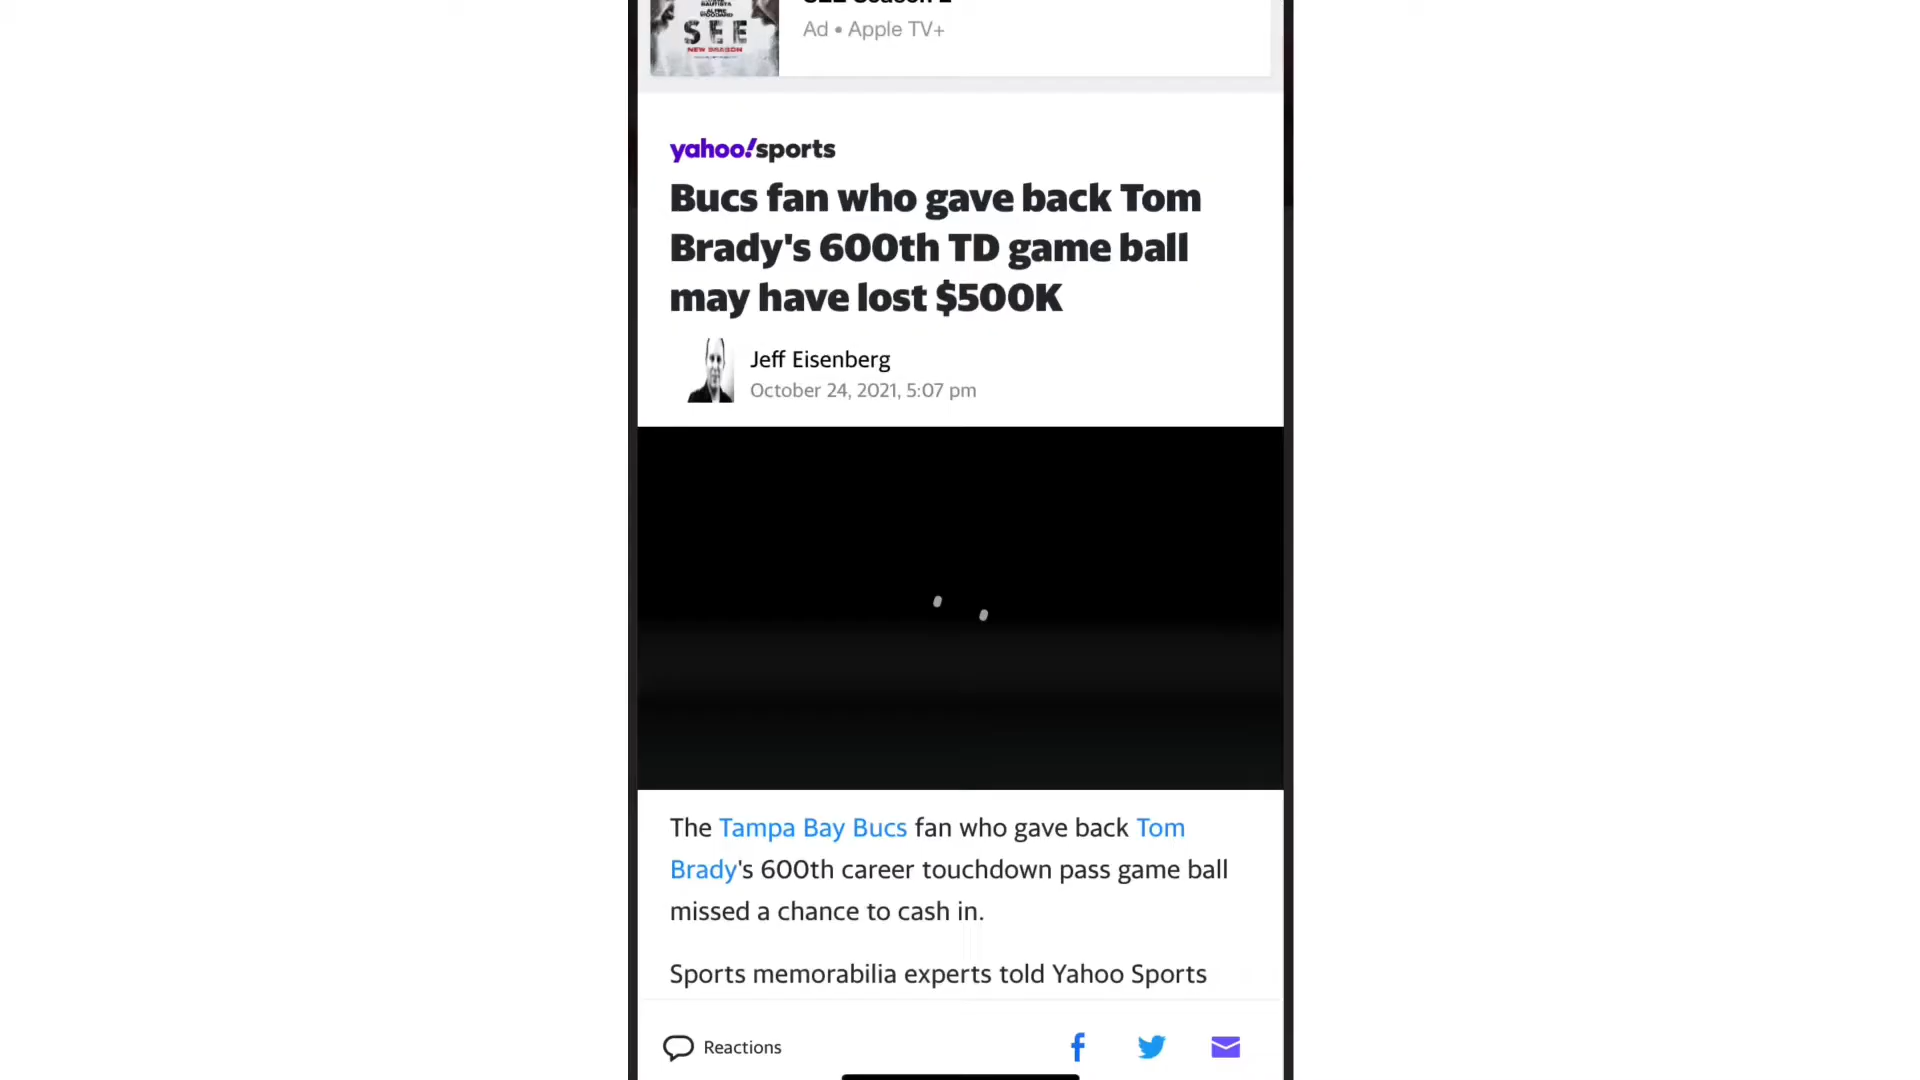 SEE
NEW SEASON
Ad • Apple TV+
yahoo!sports
Bucs fan who gave back Tom
Brady's 600th TD game ball
may have lost $500K
Jeff Eisenberg
October 24, 2021, 5:07 pm
The Tampa Bay Bucs fan who gave back Tom
Brady's 600th career touchdown pass game ball
missed a chance to cash in.
Sports memorabilia experts told Yahoo Sports
Reactions